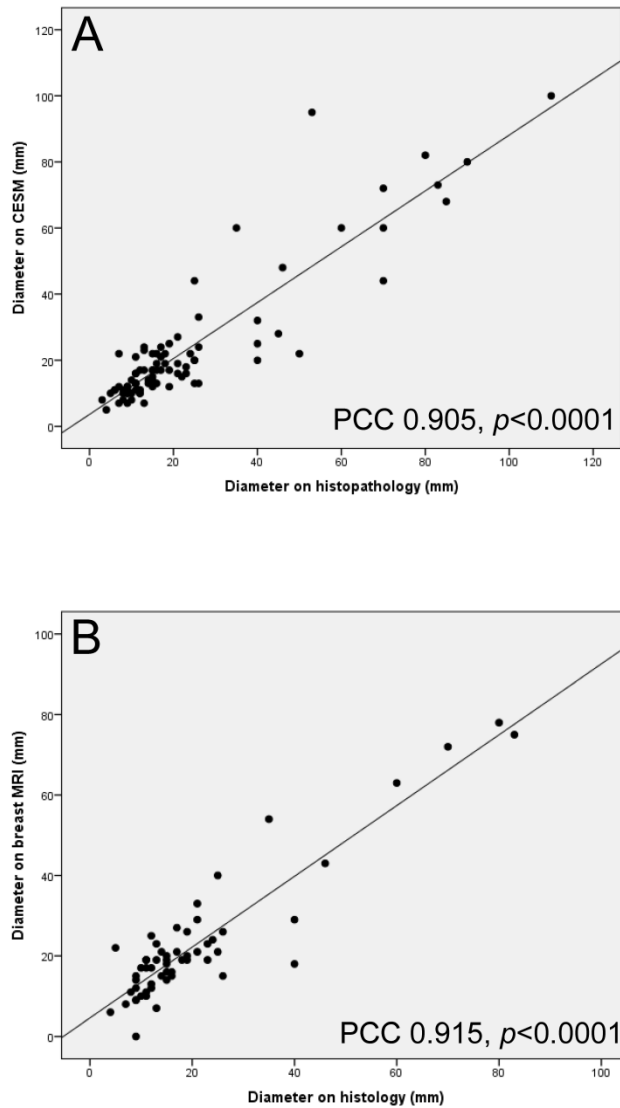 A
120
100
80
60
40
20
0
Diameter on CESM (mm)
PCC 0.905, p<0.0001
0 20 40 60 80 100 120
Diameter on histopathology (mm)
B
100
80
60
40
20
0
Diameter on breast MRI (mm)
PCC 0.915, p<0.0001
0 20 40 60 80 100
Diameter on histology (mm)